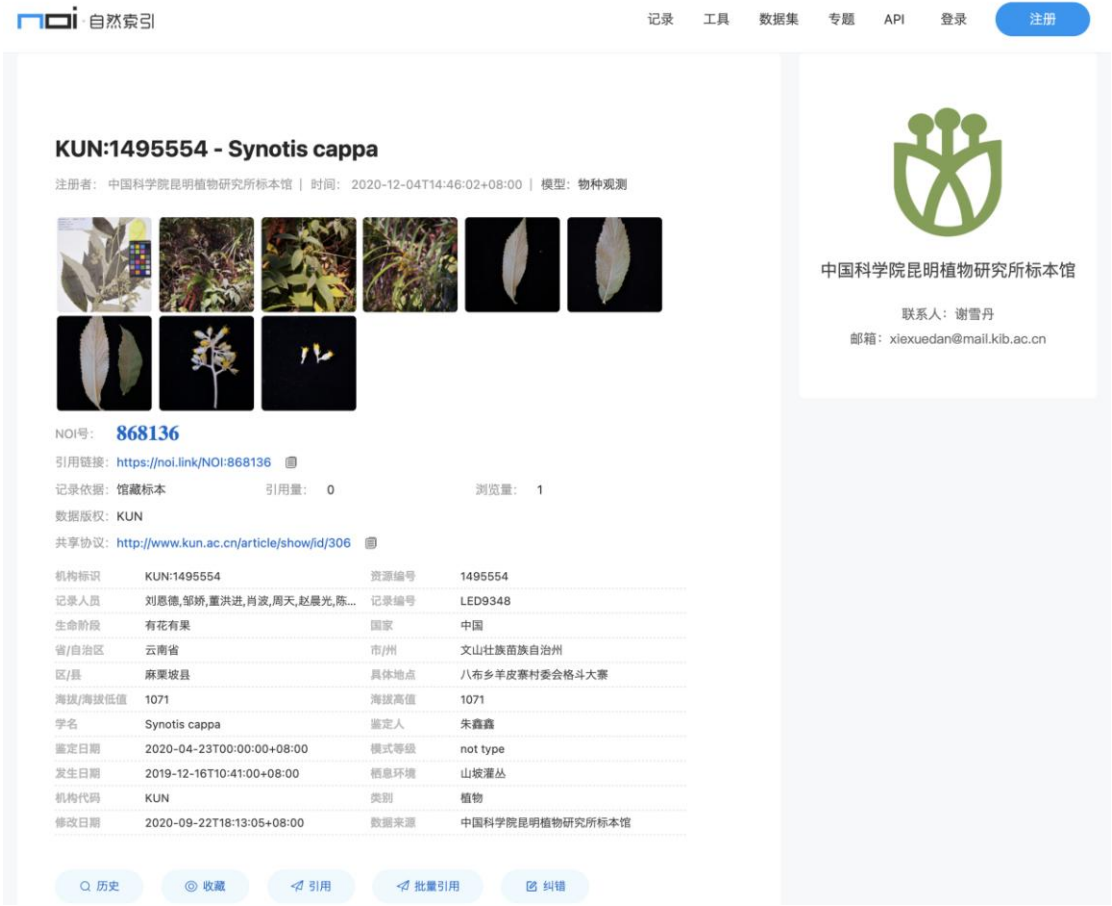 noi · 自然索引 记录 工具 数据集 专题 API 登录 注册
KUN:1495554 - Synotis cappa
注册者： 中国科学院昆明植物研究所标本馆 | 时间： 2020-12-04T14:46:02+08:00 | 模型：物种观测
NOI号： 868136
引用链接： https://noi.link/NOI:868136
记录依据： 馆藏标本 引用量： 0 浏览量： 1
数据版权： KUN
共享协议： http://www.kun.ac.cn/article/show/id/306
机构标识 KUN:1495554 资源编号 1495554
记录人员 刘恩德,邹娇,董洪进,肖波,周天,赵晨光,陈... 记录编号 LED9348
生命阶段 有花有果 国家 中国
省/自治区 云南省 市/州 文山壮族苗族自治州
区/县 麻栗坡县 具体地点 八布乡羊皮寨村委会格斗大寨
海拔/海拔低值 1071 海拔高值 1071
学名 Synotis cappa 鉴定人 朱鑫鑫
鉴定日期 2020-04-23T00:00:00+08:00 模式等级 not type
发生日期 2019-12-16T10:41:00+08:00 栖息环境 山坡灌丛
机构代码 KUN 类别 植物
修改日期 2020-09-22T18:13:05+08:00 数据来源 中国科学院昆明植物研究所标本馆
历史 收藏 引用 批量引用 纠错
中国科学院昆明植物研究所标本馆
联系人：谢雪丹
邮箱：xiexuedan@mail.kib.ac.cn